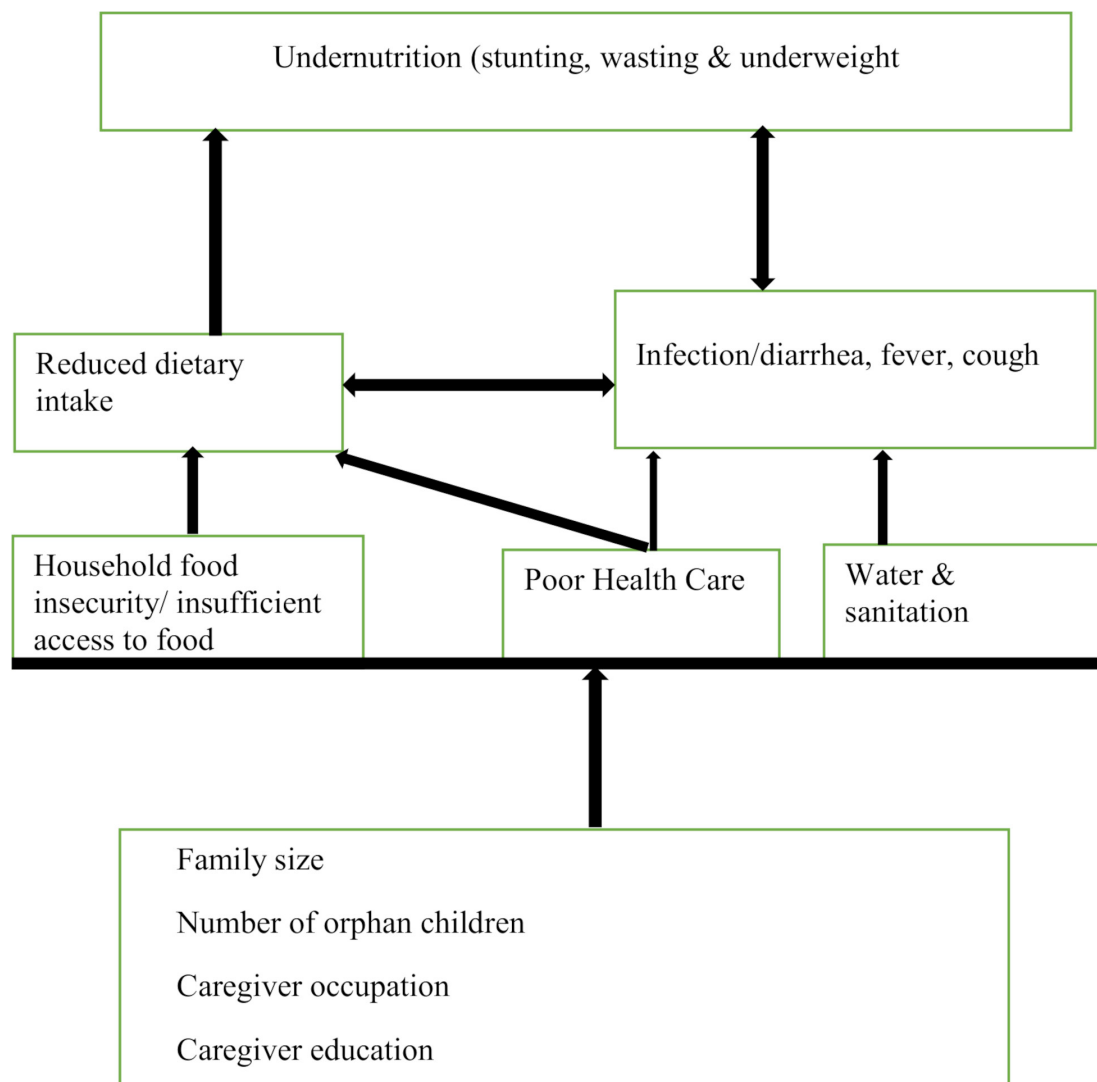 Undernutrition (stunting, wasting & underweight
Reduced dietary
intake
Infection/diarrhea, fever, cough
Household food
insecurity/ insufficient
access to food
Poor Health Care
Water &
sanitation
Family size
Number of orphan children
Caregiver occupation
Caregiver education